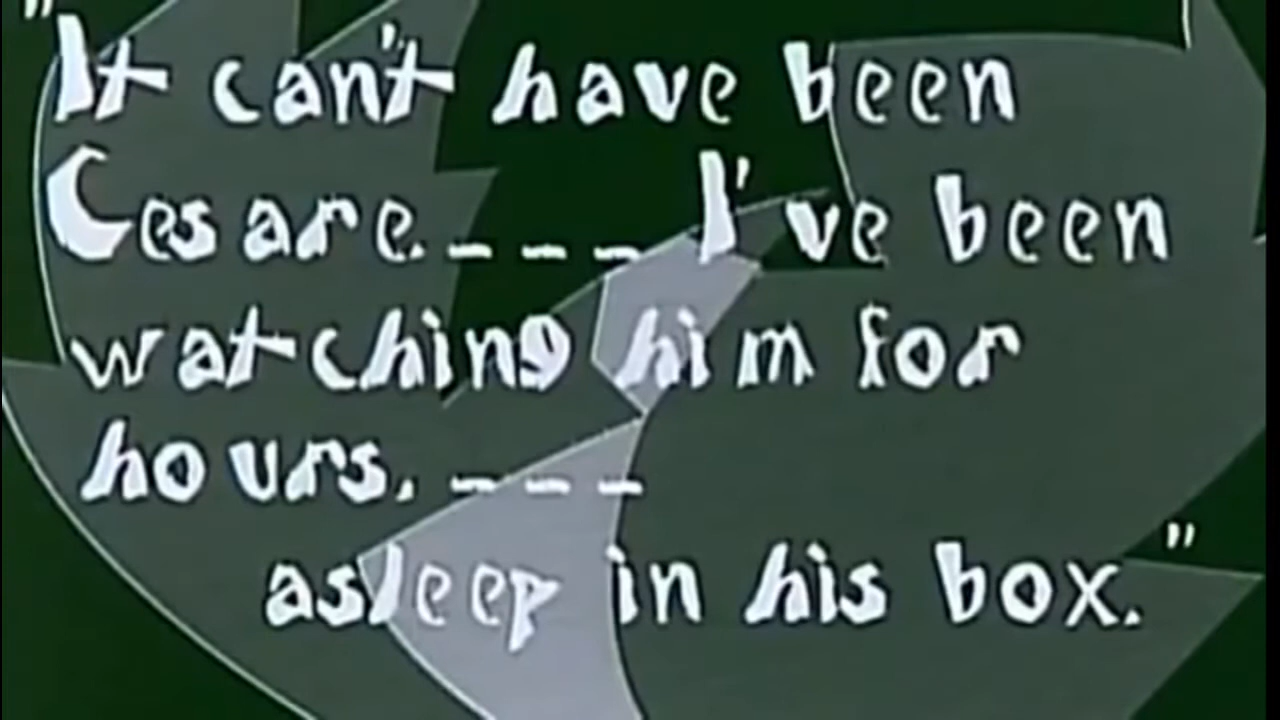 "It can't have been
Cesare.--- I've been
watching him for
hours.---
asleep in his box."